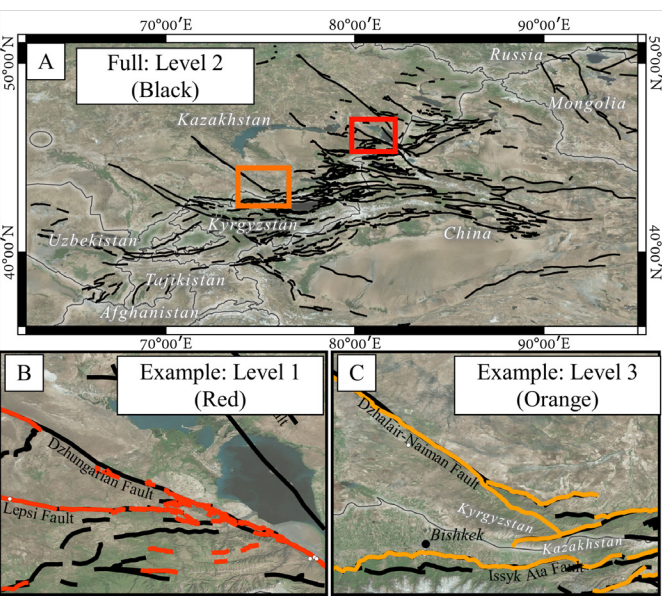 70°00'E 80°00'E 90°00'E
50°00'N
50°00'N
A
Full: Level 2
(Black)
Russia
Mongolia
Kazakhstan
Kyrgyzstan
Uzbekistan
China
40°00'N
40°00'N
Tajikistan
Afghanistan
70°00'E 80°00'E 90°00'E
B
Example: Level 1
(Red)
Dzhungarian Fault
Lepsi Fault
C
Example: Level 3
(Orange)
Dzhalair-Naiman Fault
Kyrgyzstan
Bishkek
Kazakhstan
Issyk Ata Fault